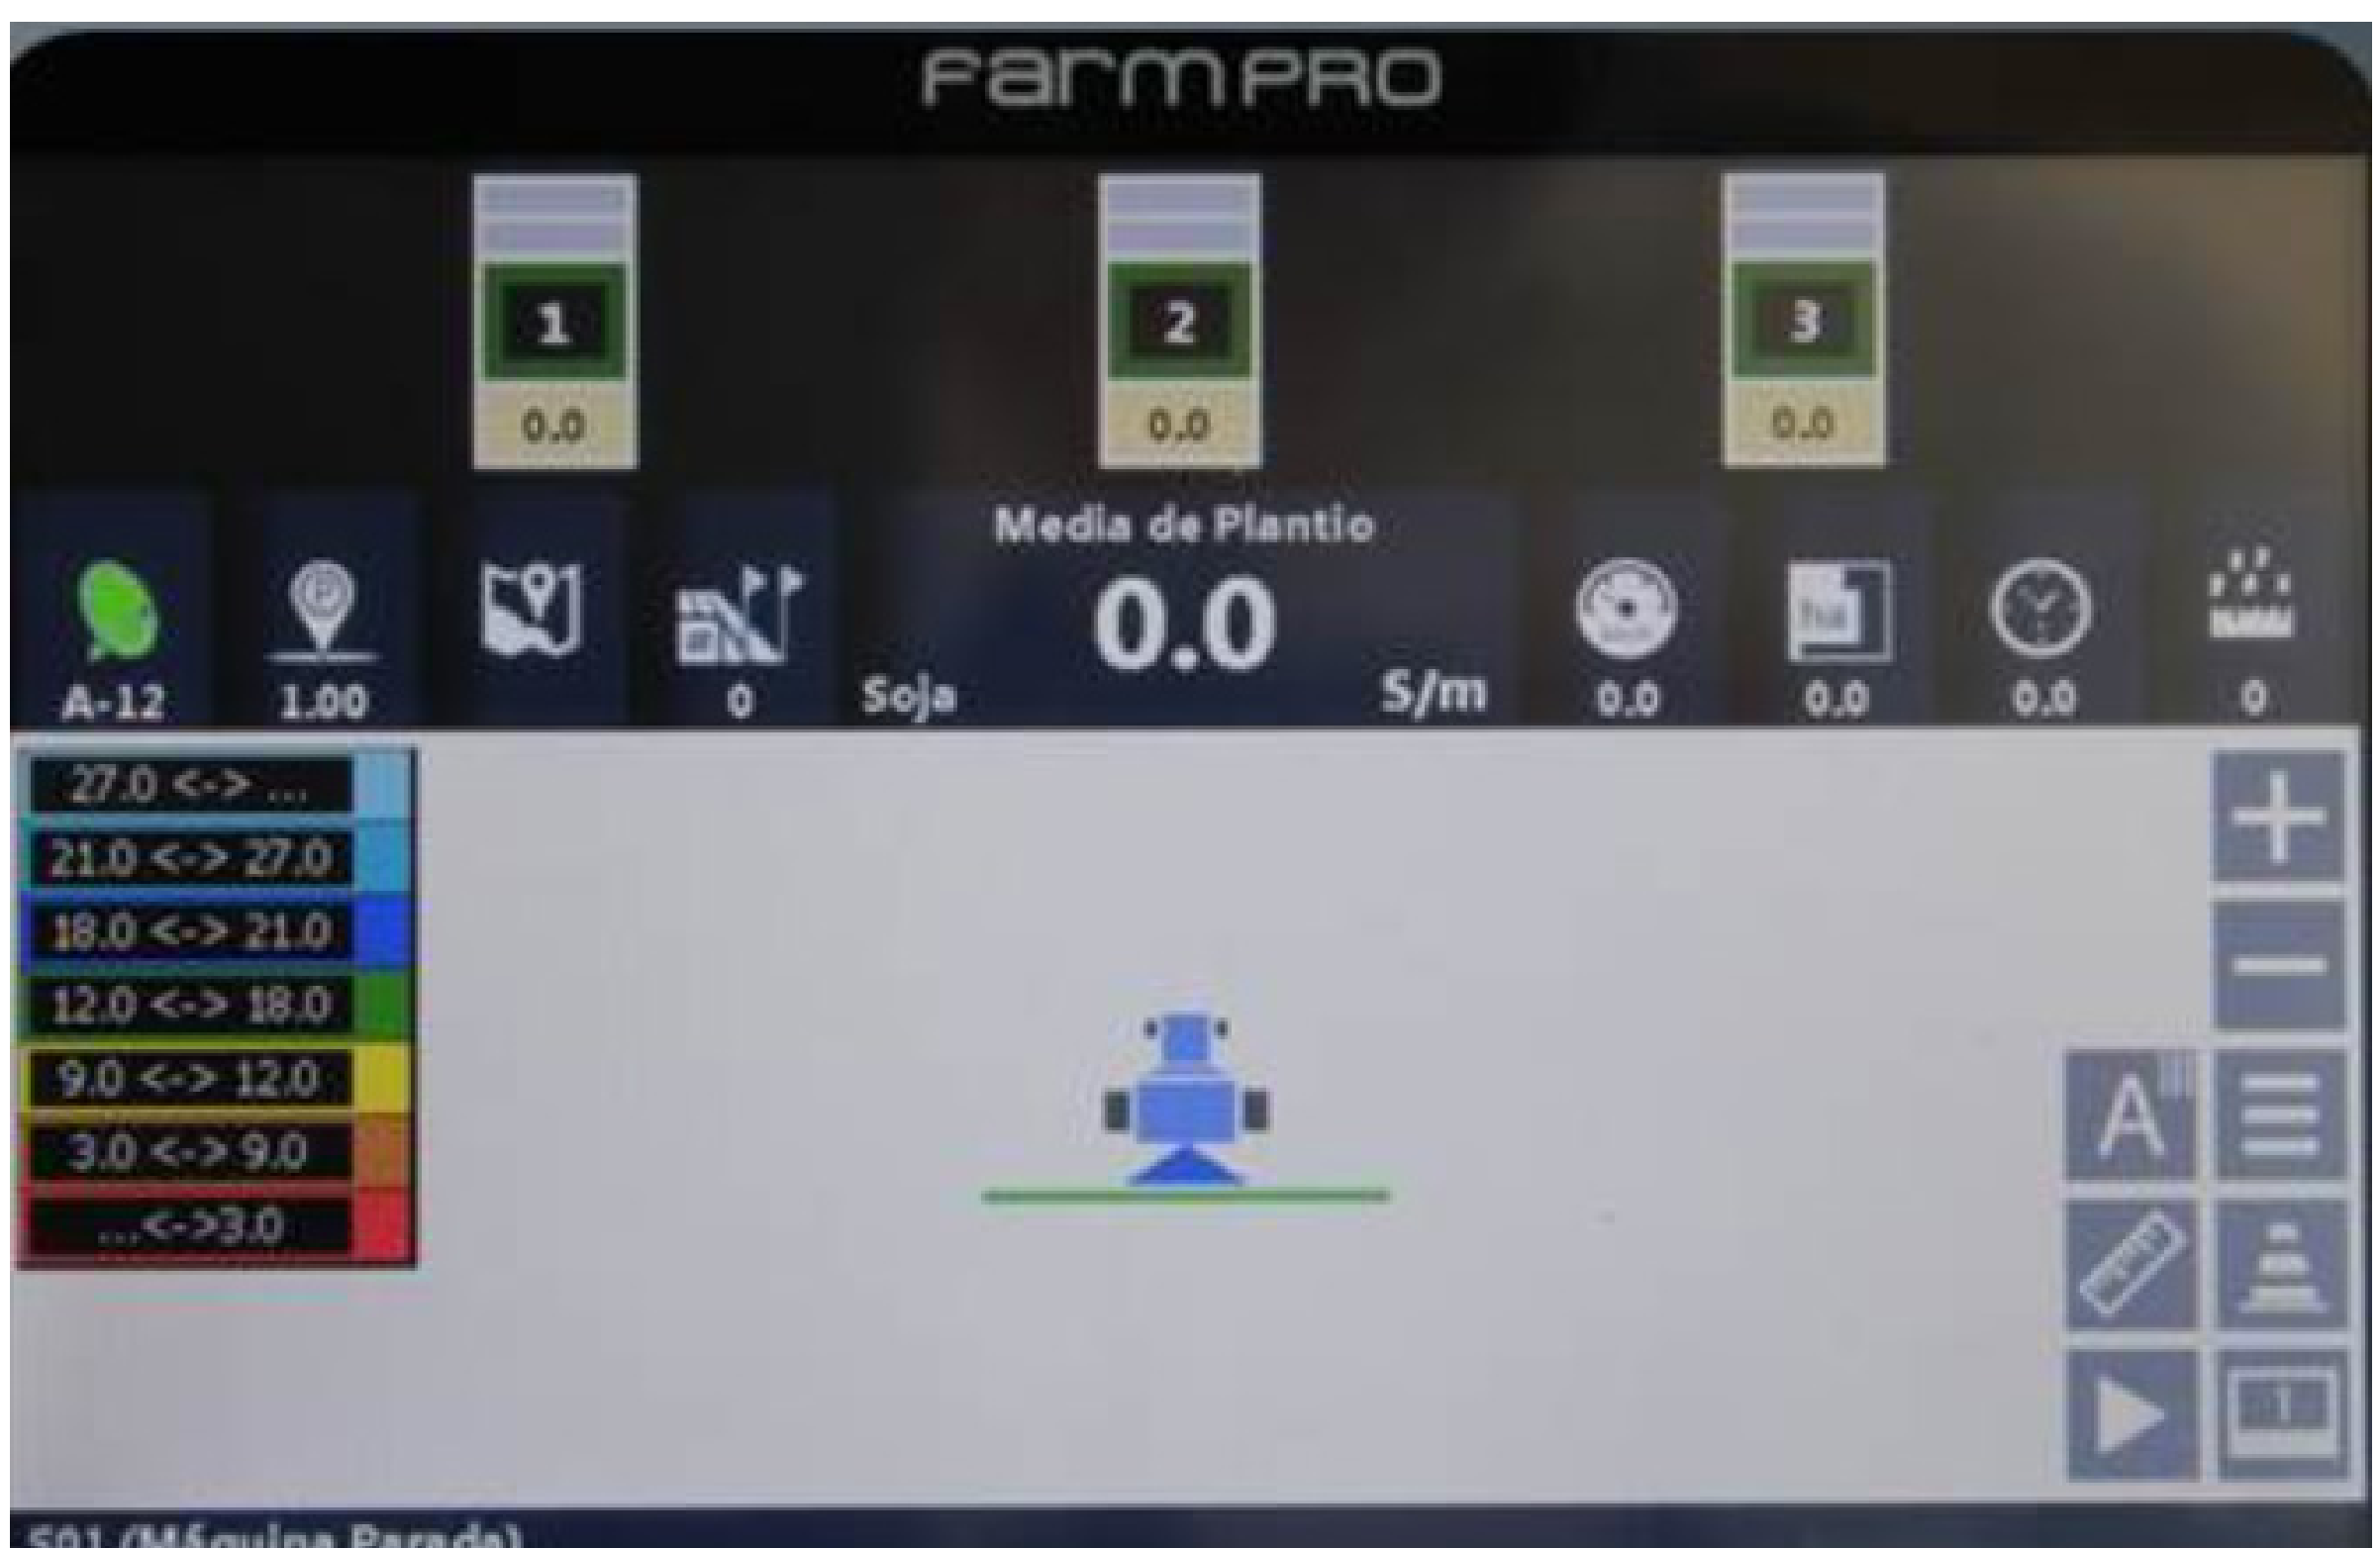 farm PRO
1 2 3
0.0 0.0 0.0
Media de Plantio
0.0
A-12 1.00 0 Soja S/m 0.0 0.0 0.0 0
27.0 <-> ...
21.0 <-> 27.0
18.0 <-> 21.0
12.0 <-> 18.0
9.0 <-> 12.0
3.0 <-> 9.0
...<->3.0
A
1
501 (Máquina Parada)